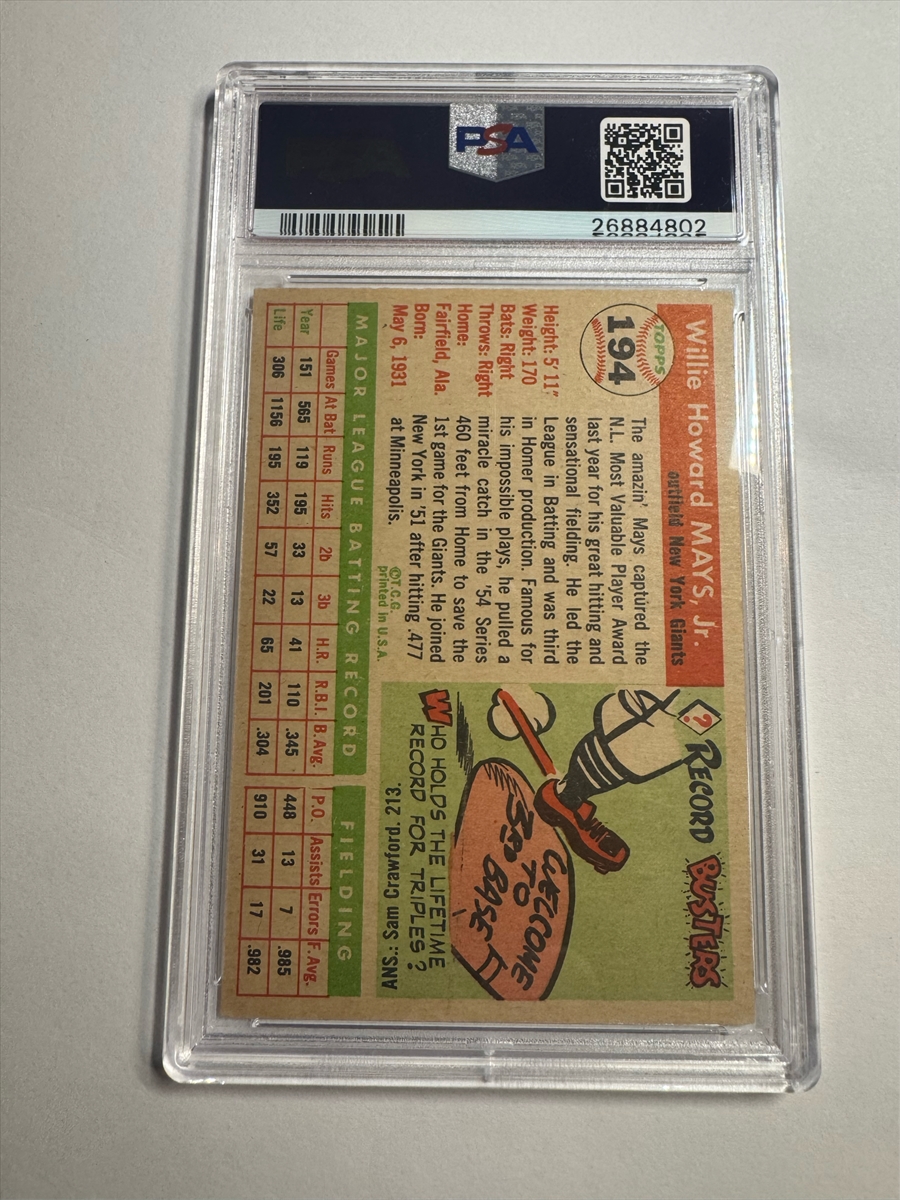 PSA
26884802
TOPPS
194
Willie Howard MAYS, Jr.
outfield New York Giants
Height: 5' 11"
Weight: 170
Bats: Right
Throws: Right
Home:
Fairfield, Ala.
Born:
May 6, 1931
The amazin' Mays captured the
N.L. Most Valuable Player Award
last year for his great hitting and
sensational fielding. He led the
League in Batting and was third
in Homer production. Famous for
his impossible plays, he pulled a
miracle catch in the '54 Series
460 feet from Home to save the
1st game for the Giants. He joined
New York in '51 after hitting .477
at Minneapolis.
©T.C.G.
printed in U.S.A.
? RECORD BUSTERS
WELCOME
TO
3RD
BASE
WHO HOLDS THE LIFETIME
RECORD FOR TRIPLES?
ANS.: Sam Crawford. 213.
MAJOR LEAGUE BATTING RECORD FIELDING
Games At Bat Runs Hits 2b 3b H.R. R.B.I. B.Avg. P.O. Assists Errors F. Avg.
Year 151 565 119 195 33 13 41 110 .345 448 13 7 .985
Life 306 1156 195 352 57 22 65 201 .304 910 31 17 .982